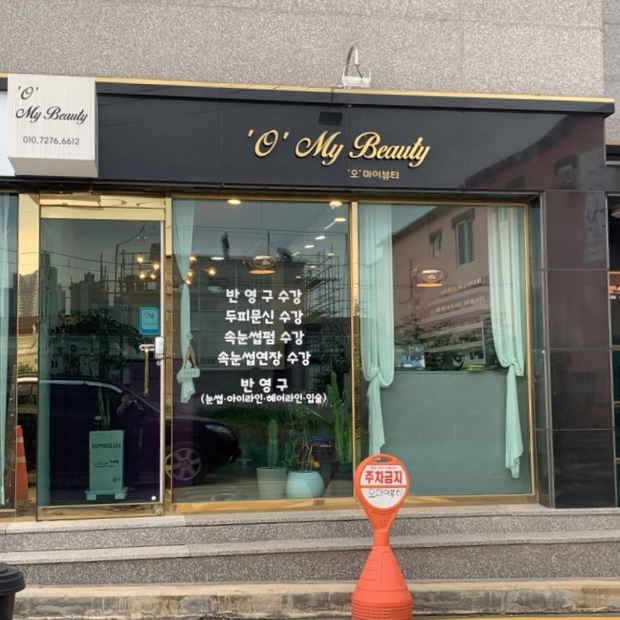 'O'
My Beauty
010.7276.6612
'O' My Beauty
'오' 마이뷰티
반영구 수강
두피문신 수강
속눈썹펌 수강
속눈썹연장 수강
반영구
(눈썹·아이라인·헤어라인·입술)
주차금지
오마이뷰티